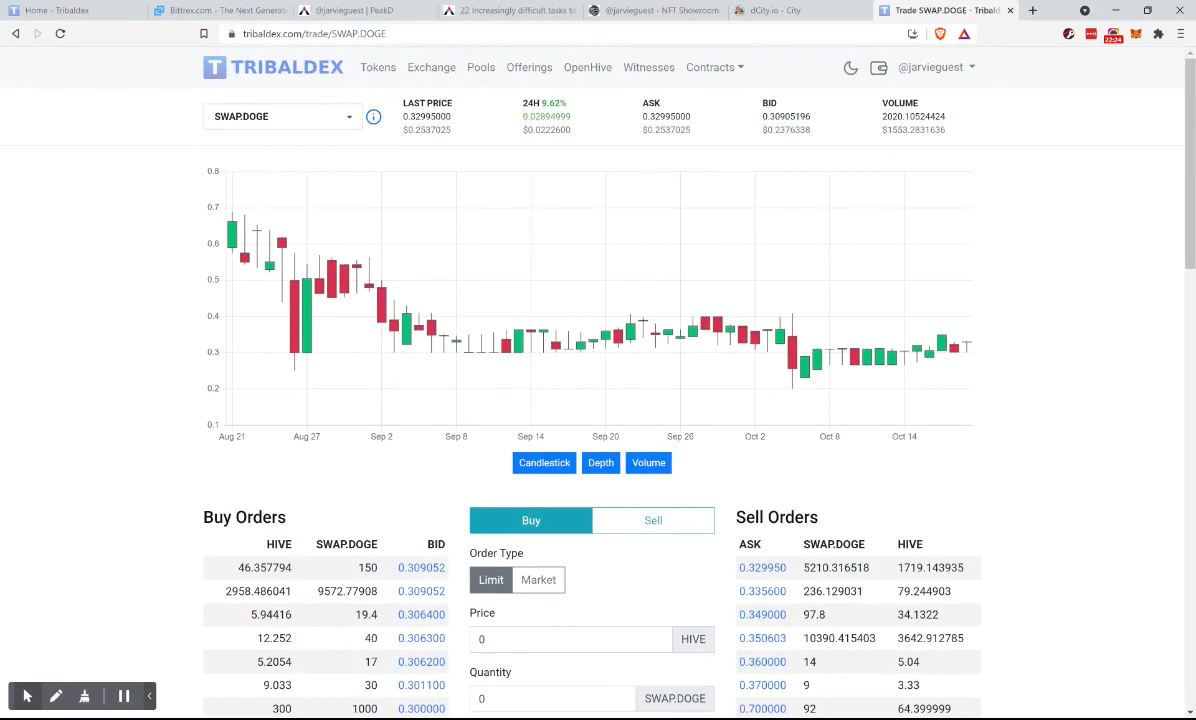 Home - Tribaldex
Bittrex.com - The Next Generat
@jarvieguest | PeakD
22 Increasingly difficult tasks to
@jarvieguest - NFT Showroom
dCity.io - City
Trade SWAP.DOGE - Tribald
tribaldex.com/trade/SWAP.DOGE
22:24
T TRIBALDEX Tokens Exchange Pools Offerings OpenHive Witnesses Contracts @jarvieguest
SWAP.DOGE
LAST PRICE 24H 9.62% ASK BID VOLUME
0.32995000 0.02894999 0.32995000 0.30905196 2020.10524424
$0.2537025 $0.0222600 $0.2537025 $0.2376338 $1553.2831636
0.8
0.7
0.6
0.5
0.4
0.3
0.2
0.1
Aug 21 Aug 27 Sep 2 Sep 8 Sep 14 Sep 20 Sep 26 Oct 2 Oct 8 Oct 14
Candlestick Depth Volume
Buy Orders
HIVE SWAP.DOGE BID
46.357794 150 0.309052
2958.486041 9572.77908 0.309052
5.94416 19.4 0.306400
12.252 40 0.306300
5.2054 17 0.306200
9.033 30 0.301100
300 1000 0.300000
Buy Sell
Order Type
Limit Market
Price
0 HIVE
Quantity
0 SWAP.DOGE
Sell Orders
ASK SWAP.DOGE HIVE
0.329950 5210.316518 1719.143935
0.335600 236.129031 79.244903
0.349000 97.8 34.1322
0.350603 10390.415403 3642.912785
0.360000 14 5.04
0.370000 9 3.33
0.700000 92 64.399999